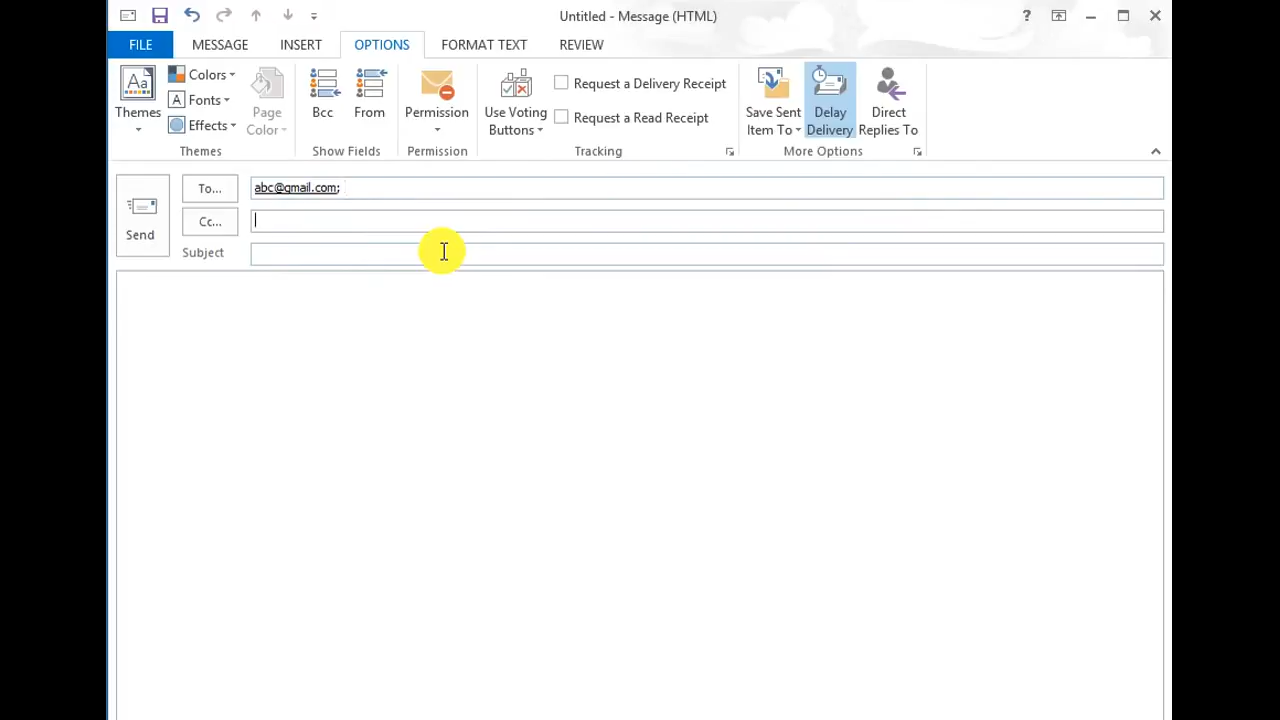 Untitled - Message (HTML)
?
FILE MESSAGE INSERT OPTIONS FORMAT TEXT REVIEW
Aa
Themes
Colors
A Fonts
Effects
Page
Color
Themes
Bcc
From
Show Fields
Permission
Permission
Use Voting
Buttons
Request a Delivery Receipt
Request a Read Receipt
Tracking
Save Sent
Item To
Delay
Delivery
Direct
Replies To
More Options
Send
To... abc@gmail.com;
Cc...
Subject